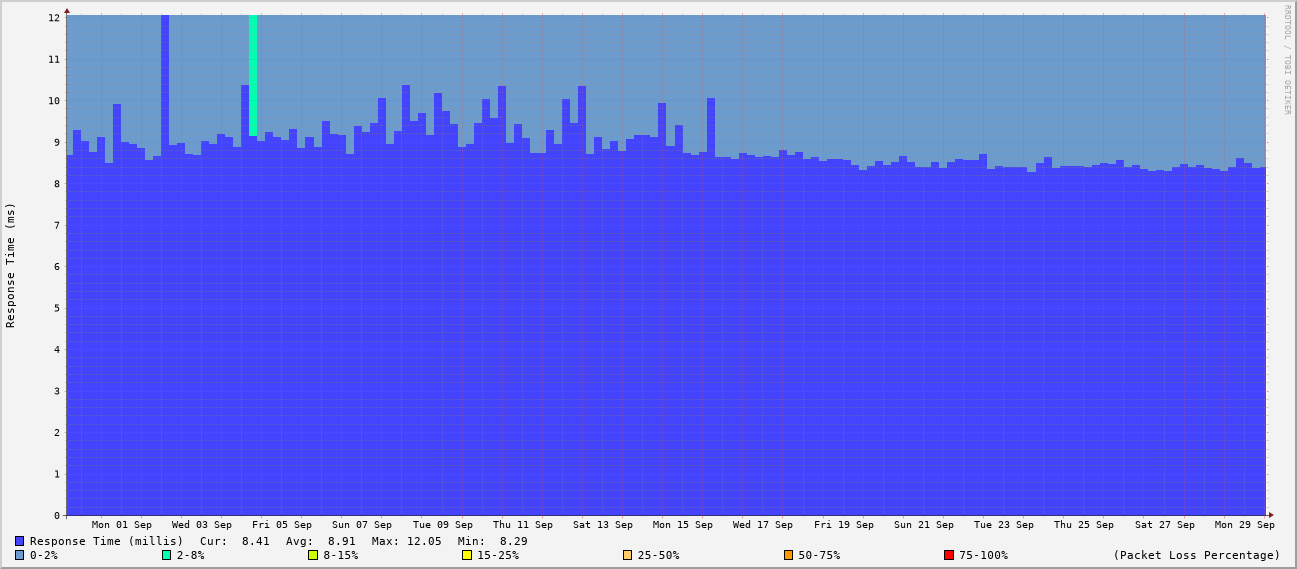 RRDTOOL / TOBI OETIKER
Response Time (ms)
12
11
10
9
8
7
6
5
4
3
2
1
0
Mon 01 Sep Wed 03 Sep Fri 05 Sep Sun 07 Sep Tue 09 Sep Thu 11 Sep Sat 13 Sep Mon 15 Sep Wed 17 Sep Fri 19 Sep Sun 21 Sep Tue 23 Sep Thu 25 Sep Sat 27 Sep Mon 29 Sep
Response Time (millis) Cur: 8.41 Avg: 8.91 Max: 12.05 Min: 8.29
0-2% 2-8% 8-15% 15-25% 25-50% 50-75% 75-100% (Packet Loss Percentage)